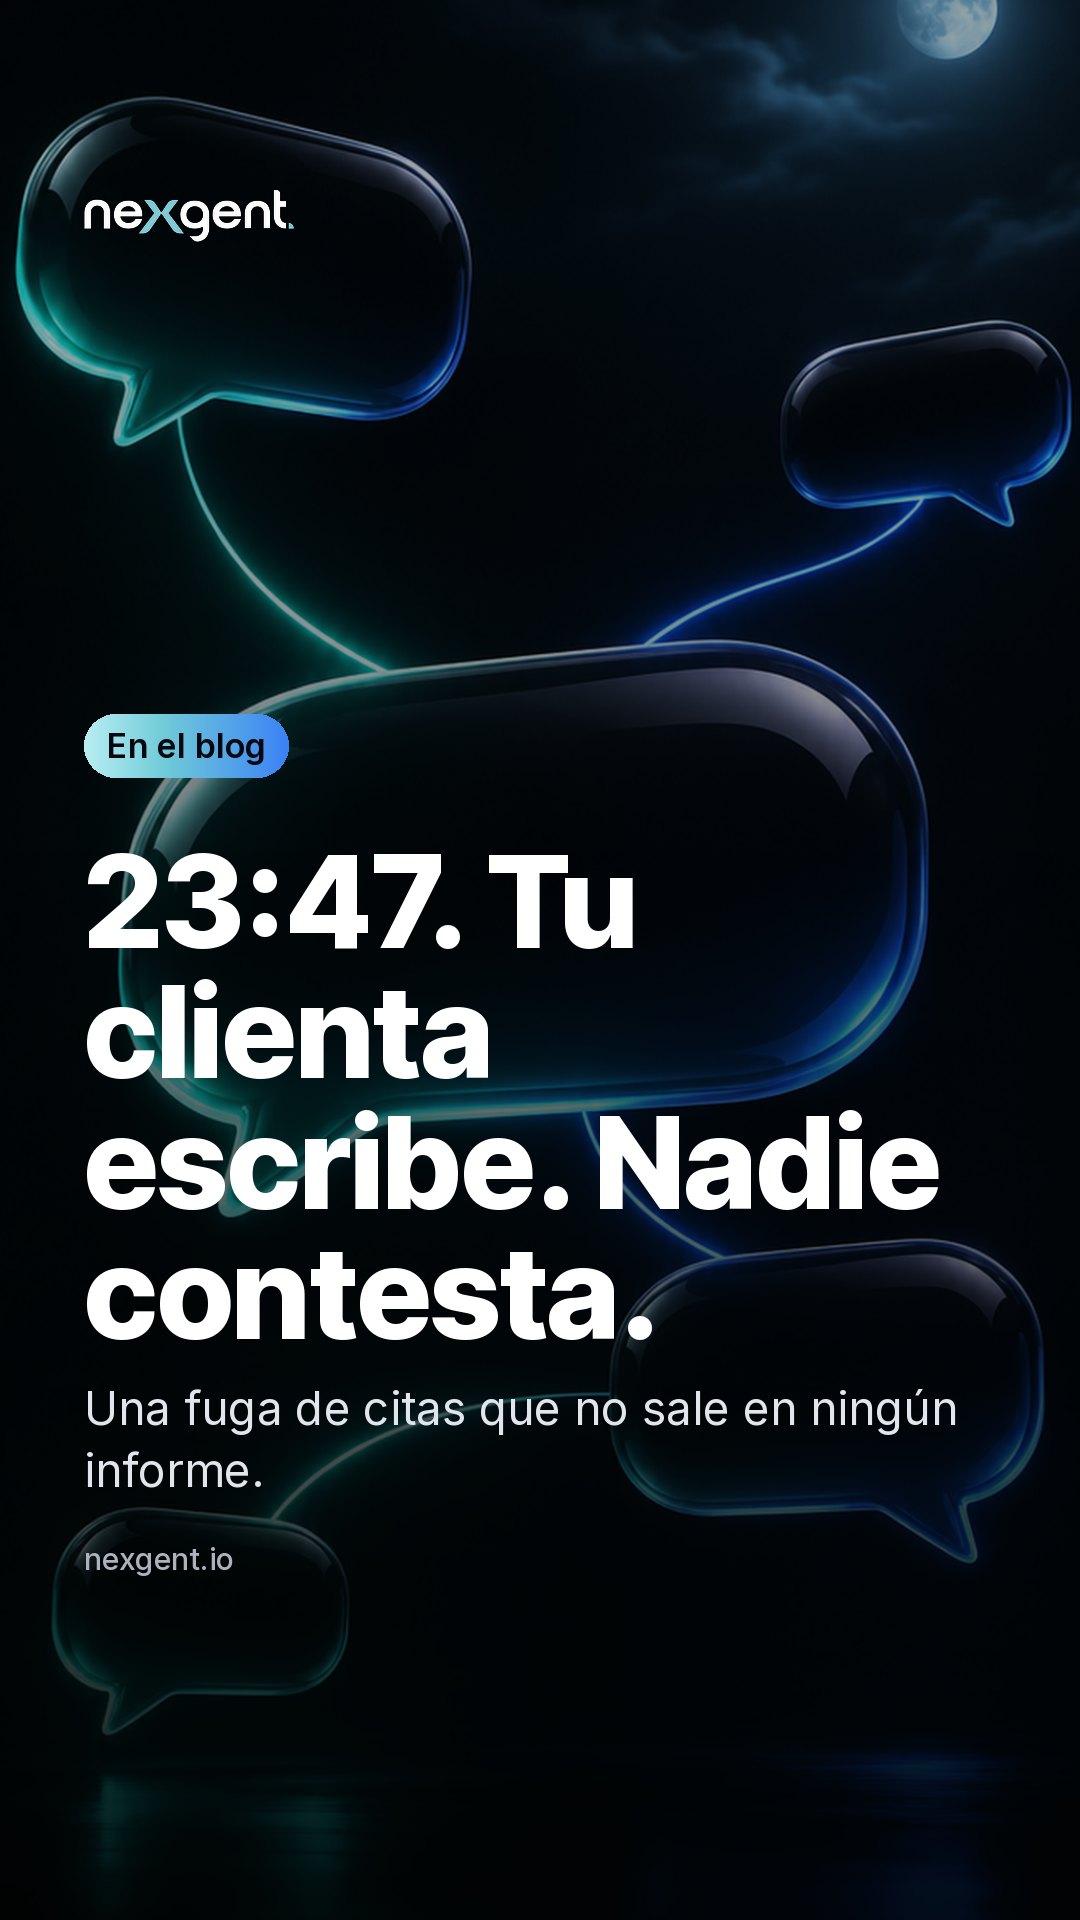 nexgent.
En el blog
23:47. Tu
clienta
escribe. Nadie
contesta.
Una fuga de citas que no sale en ningún
informe.
nexgent.io